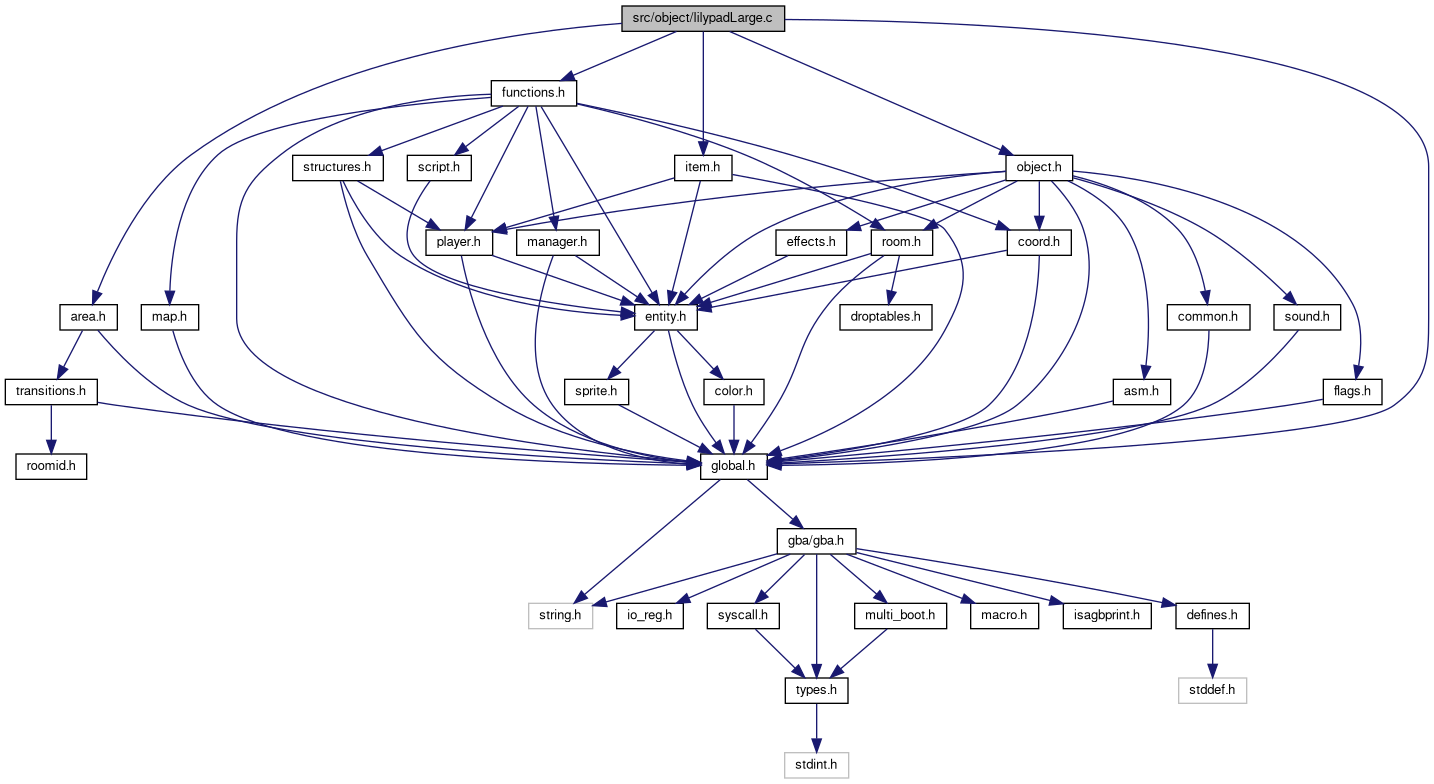 src/object/lilypadLarge.c
functions.h
structures.h
script.h
item.h
object.h
player.h
manager.h
effects.h
room.h
coord.h
area.h
map.h
entity.h
droptables.h
common.h
sound.h
transitions.h
sprite.h
color.h
asm.h
flags.h
roomid.h
global.h
gba/gba.h
string.h
io_reg.h
syscall.h
multi_boot.h
macro.h
isagbprint.h
defines.h
types.h
stddef.h
stdint.h